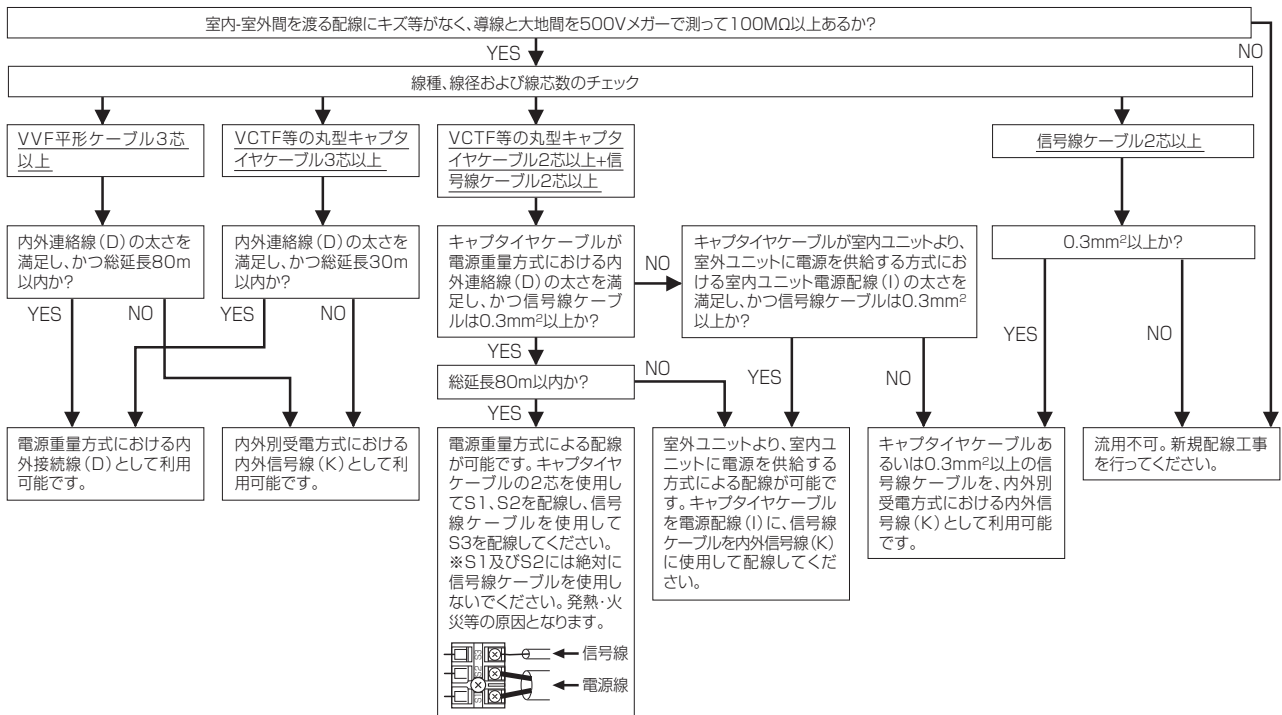 室内-室外間を渡る配線にキズ等がなく、導線と大地間を500Vメガーで測って100MΩ以上あるか?
YES
NO
線種、線径および線芯数のチェック
VVF平形ケーブル3芯
以上
VCTF等の丸型キャプタ
イヤケーブル3芯以上
VCTF等の丸型キャプタ
イヤケーブル2芯以上+信
号線ケーブル2芯以上
信号線ケーブル2芯以上
内外連絡線(D)の太さを
満足し、かつ総延長80m
以内か?
内外連絡線(D)の太さを
満足し、かつ総延長30m
以内か?
キャプタイヤケーブルが
電源重量方式における内
外連絡線(D)の太さを満
足し、かつ信号線ケーブ
ルは0.3mm²以上か?
NO
キャプタイヤケーブルが室内ユニットより、
室外ユニットに電源を供給する方式にお
ける室内ユニット電源配線(I)の太さを
満足し、かつ信号線ケーブルは0.3mm²
以上か?
0.3mm²以上か?
YES
NO
YES
NO
YES
総延長80m以内か?
NO
YES
YES
NO
YES
NO
電源重量方式における内
外接続線(D)として利用
可能です。
内外別受電方式における
内外信号線(K)として利
用可能です。
電源重量方式による配線
が可能です。キャプタイヤ
ケーブルの2芯を使用し
てS1、S2を配線し、信号
線ケーブルを使用して
S3を配線してください。
※S1及びS2には絶対に
信号線ケーブルを使用し
ないでください。発熱・火
災等の原因となります。
S3
S2
S1
信号線
電源線
室外ユニットより、室内ユ
ニットに電源を供給する
方式による配線が可能で
す。キャプタイヤケーブル
を電源配線(I)に、信号線
ケーブルを内外信号線(K)
に使用して配線してくだ
さい。
キャプタイヤケーブルあ
るいは0.3mm²以上の信
号線ケーブルを、内外別
受電方式における内外信
号線(K)として利用可能
です。
流用不可。新規配線工事
を行ってください。